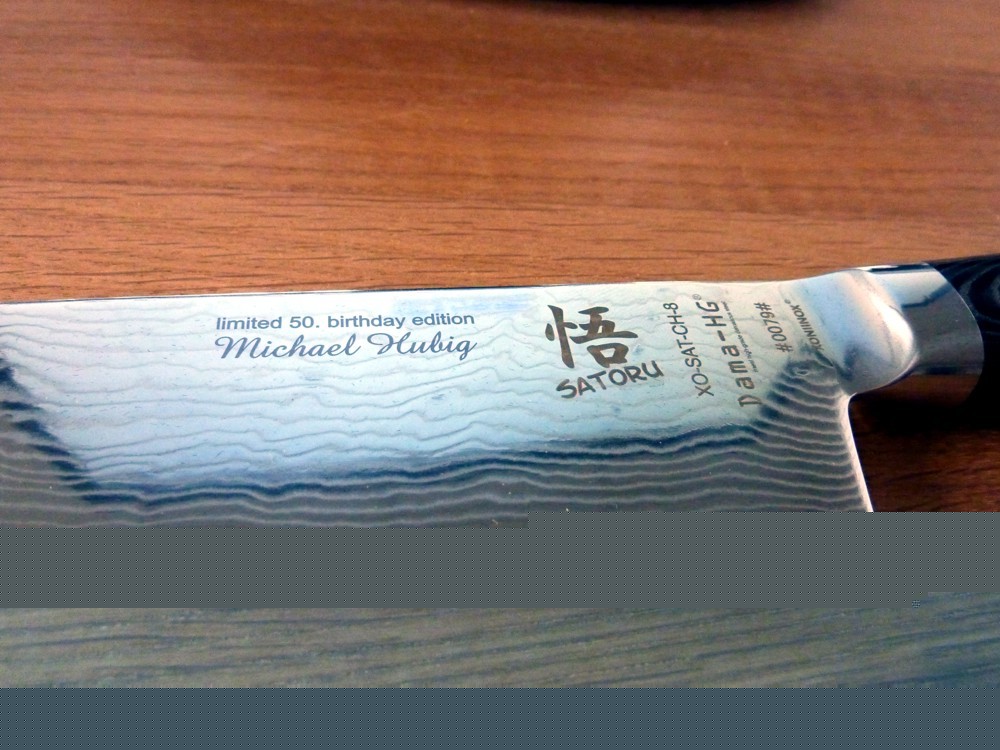 limited 50. birthday edition
Michael Hubig
悟
SATORU
XO-SAT-CH-8
Dama-HG®
#0079#